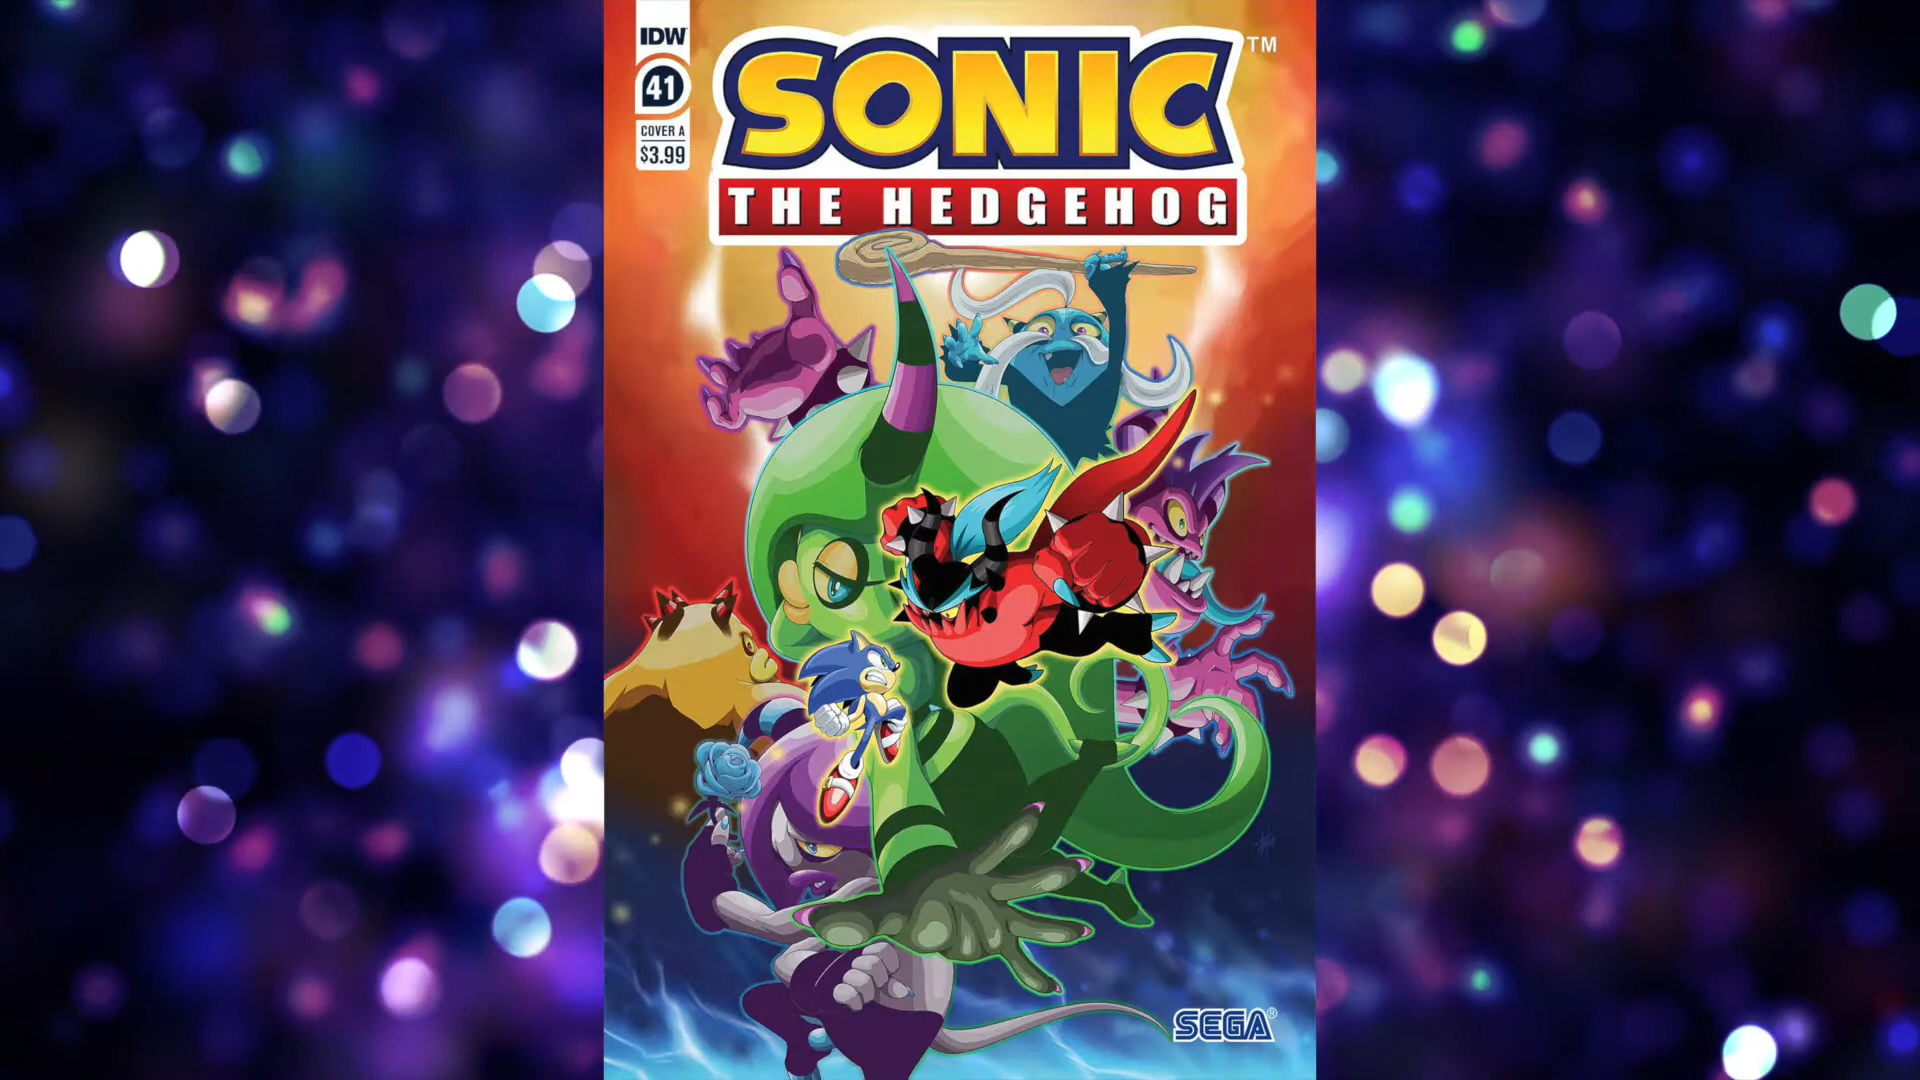 IDW
41
COVER A
$3.99
SONIC
TM
THE HEDGEHOG
SEGA®